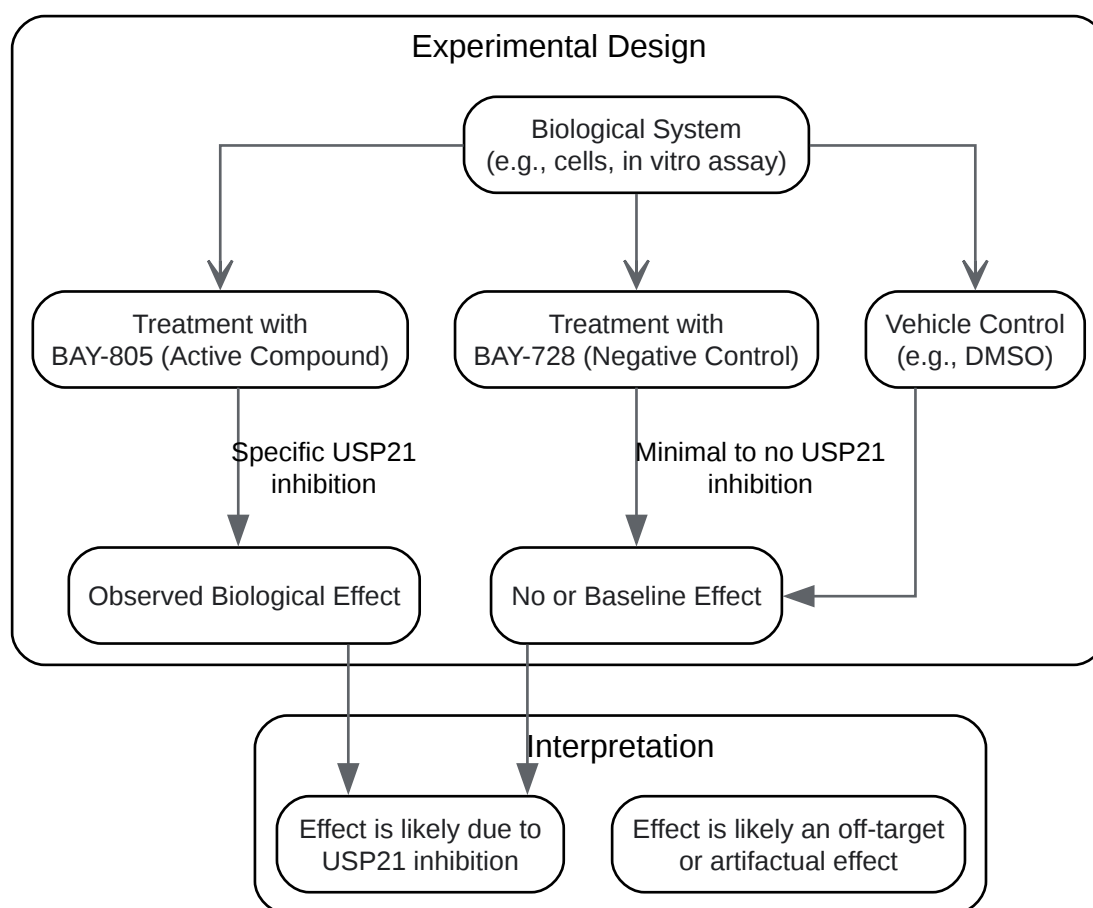 Experimental Design
Biological System
(e.g., cells, in vitro assay)
Treatment with
BAY-805 (Active Compound)
Treatment with
BAY-728 (Negative Control)
Vehicle Control
(e.g., DMSO)
Specific USP21
inhibition
Minimal to no USP21
inhibition
Observed Biological Effect
No or Baseline Effect
Interpretation
Effect is likely due to
USP21 inhibition
Effect is likely an off-target
or artifactual effect